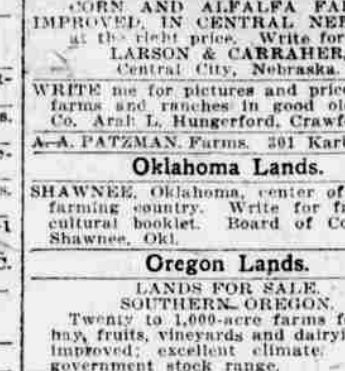 CORN AND ALFALFA FA
IMPROVED, IN CENTRAL NE
at the right price. Write for
LARSON & CARRAHER,
Central City, Nebraska.
WRITE me for pictures and pric
farms and ranches in good ol
Co. Arah L. Hungerford, Crawf
A. A. PATZMAN. Farms. 301 Kar
Oklahoma Lands.
SHAWNEE, Oklahoma, center of
farming country. Write for f
cultural booklet. Board of Co
Shawnee, Okl.
Oregon Lands.
LANDS FOR SALE.
SOUTHERN OREGON.
Twenty to 1,000-acre farms f
hay, fruits, vineyards and dairyi
improved; excellent climate.
government stock range.